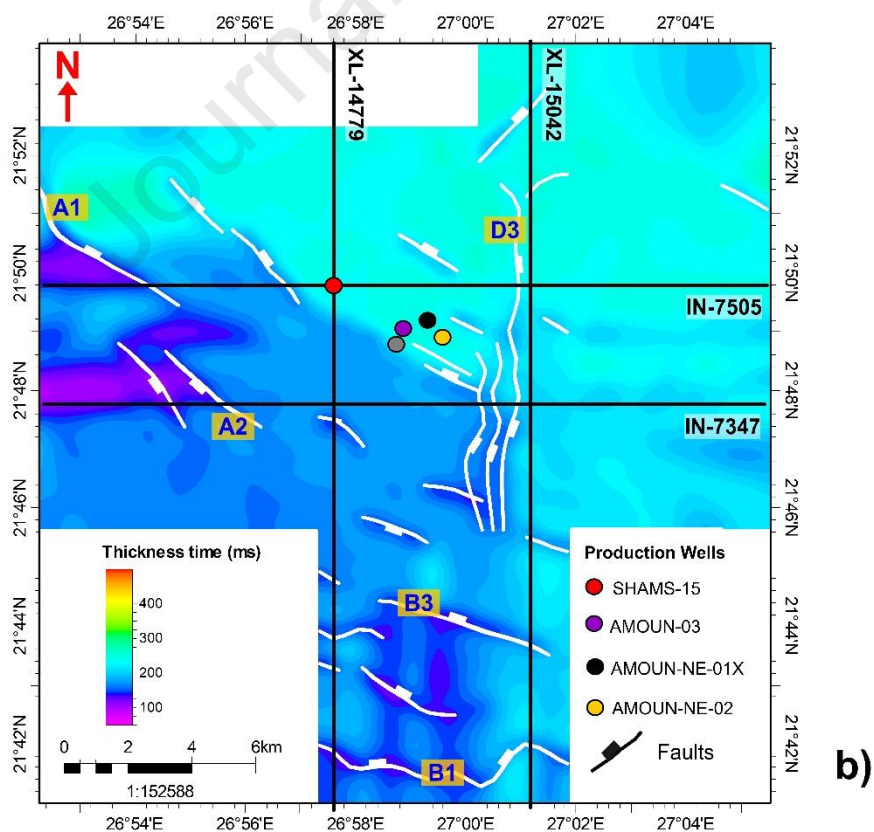 26°54'E 26°56'E 26°58'E 27°00'E 27°02'E 27°04'E
Journa
N
XL-14779
XL-15042
21°52'N
21°52'N
A1
D3
21°50'N
21°50'N
IN-7505
21°48'N
21°48'N
A2
IN-7347
21°46'N
21°46'N
Thickness time (ms)
400
300
200
100
0 2 4 6km
1:152588
Production Wells
SHAMS-15
AMOUN-03
AMOUN-NE-01X
AMOUN-NE-02
Faults
B3
21°44'N
21°44'N
21°42'N
21°42'N
B1
b)
26°54'E 26°56'E 26°58'E 27°00'E 27°02'E 27°04'E